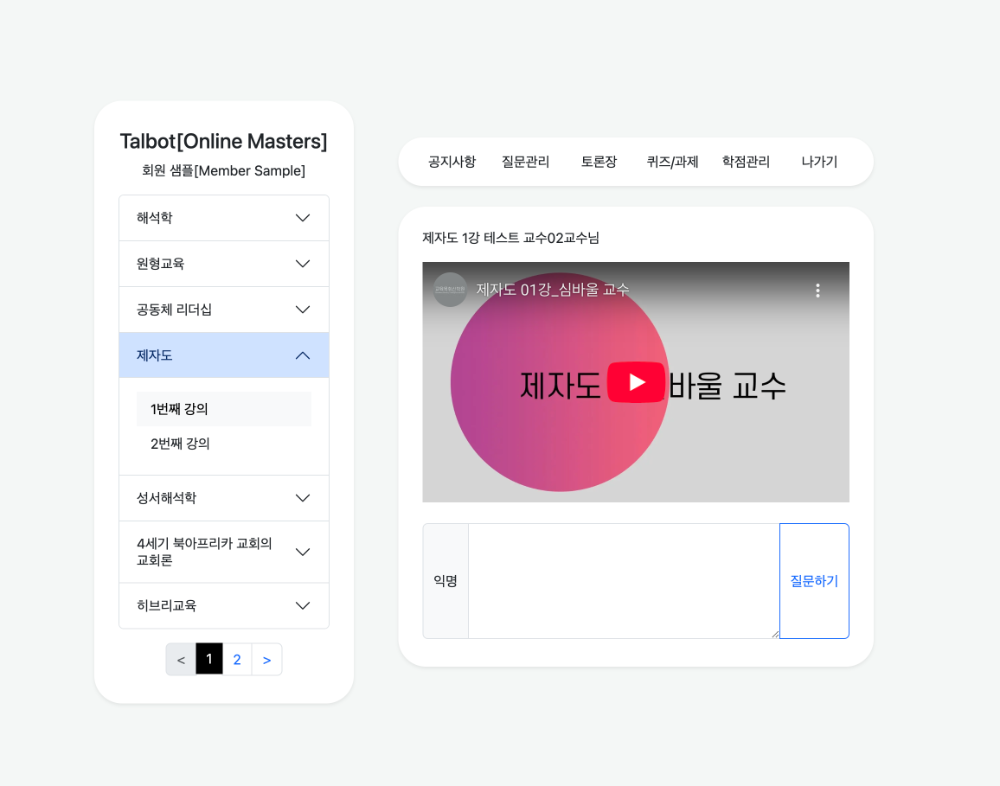 Talbot[Online Masters]
회원 샘플[Member Sample]
해석학
원형교육
공동체 리더십
제자도
1번째 강의
2번째 강의
성서해석학
4세기 북아프리카 교회의
교회론
히브리교육
< 1 2 >
공지사항 질문관리 토론장 퀴즈/과제 학점관리 나가기
제자도 1강 테스트 교수02교수님
제자도 01강_심바울 교수
제자도 바울 교수
익명
질문하기